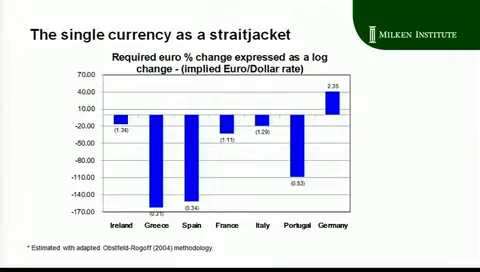 The single currency as a straitjacket
MILKEN INSTITUTE
Required euro % change expressed as a log
change - (implied Euro/Dollar rate)
70.00
40.00
10.00
-20.00
-50.00
-80.00
-110.00
-140.00
-170.00
2.35
(1.34)
(1.11)
(1.29)
(0.53)
(0.34)
(0.31)
Ireland Greece Spain France Italy Portugal Germany
* Estimated with adapted Obstfeld-Rogoff (2004) methodology.